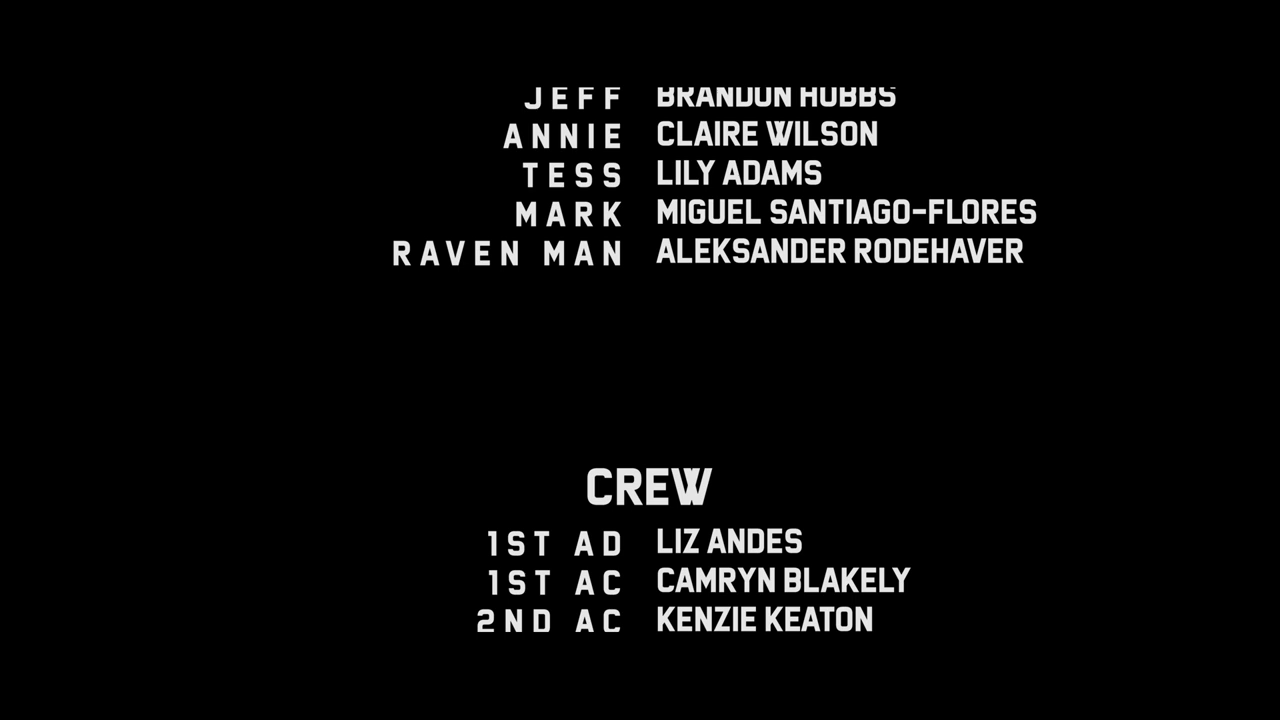 JEFF BRANDON HUBBS
ANNIE CLAIRE WILSON
TESS LILY ADAMS
MARK MIGUEL SANTIAGO-FLORES
RAVEN MAN ALEKSANDER RODEHAVER
CREW
1ST AD LIZ ANDES
1ST AC CAMRYN BLAKELY
2ND AC KENZIE KEATON